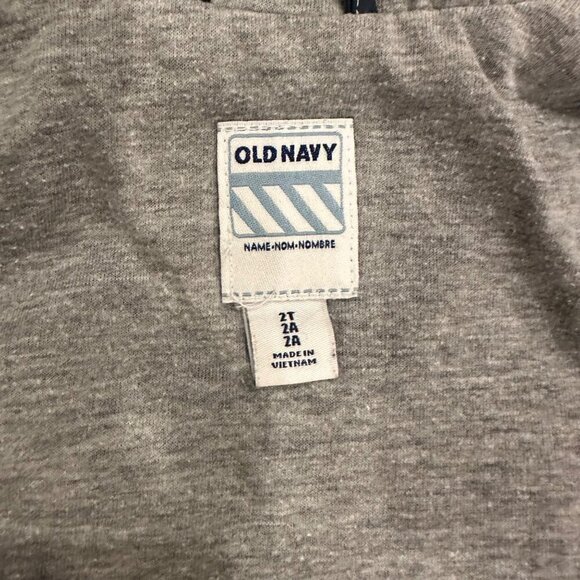 OLD NAVY
NAME•NOM•NOMBRE
2T
2A
2A
MADE IN
VIETNAM